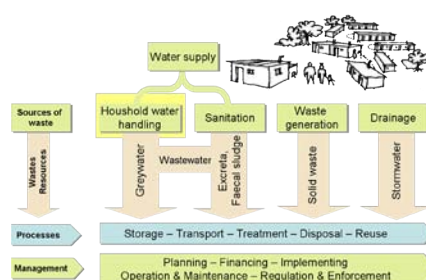 Water supply
Sources of
waste
Houshold water
handling
Sanitation
Waste
generation
Drainage
Wastes
Resources
Greywater
Wastewater
Excreta,
Faecal sludge
Solid waste
Stormwater
Processes
Storage – Transport – Treatment – Disposal – Reuse
Management
Planning – Financing – Implementing
Operation & Maintenance – Regulation & Enforcement